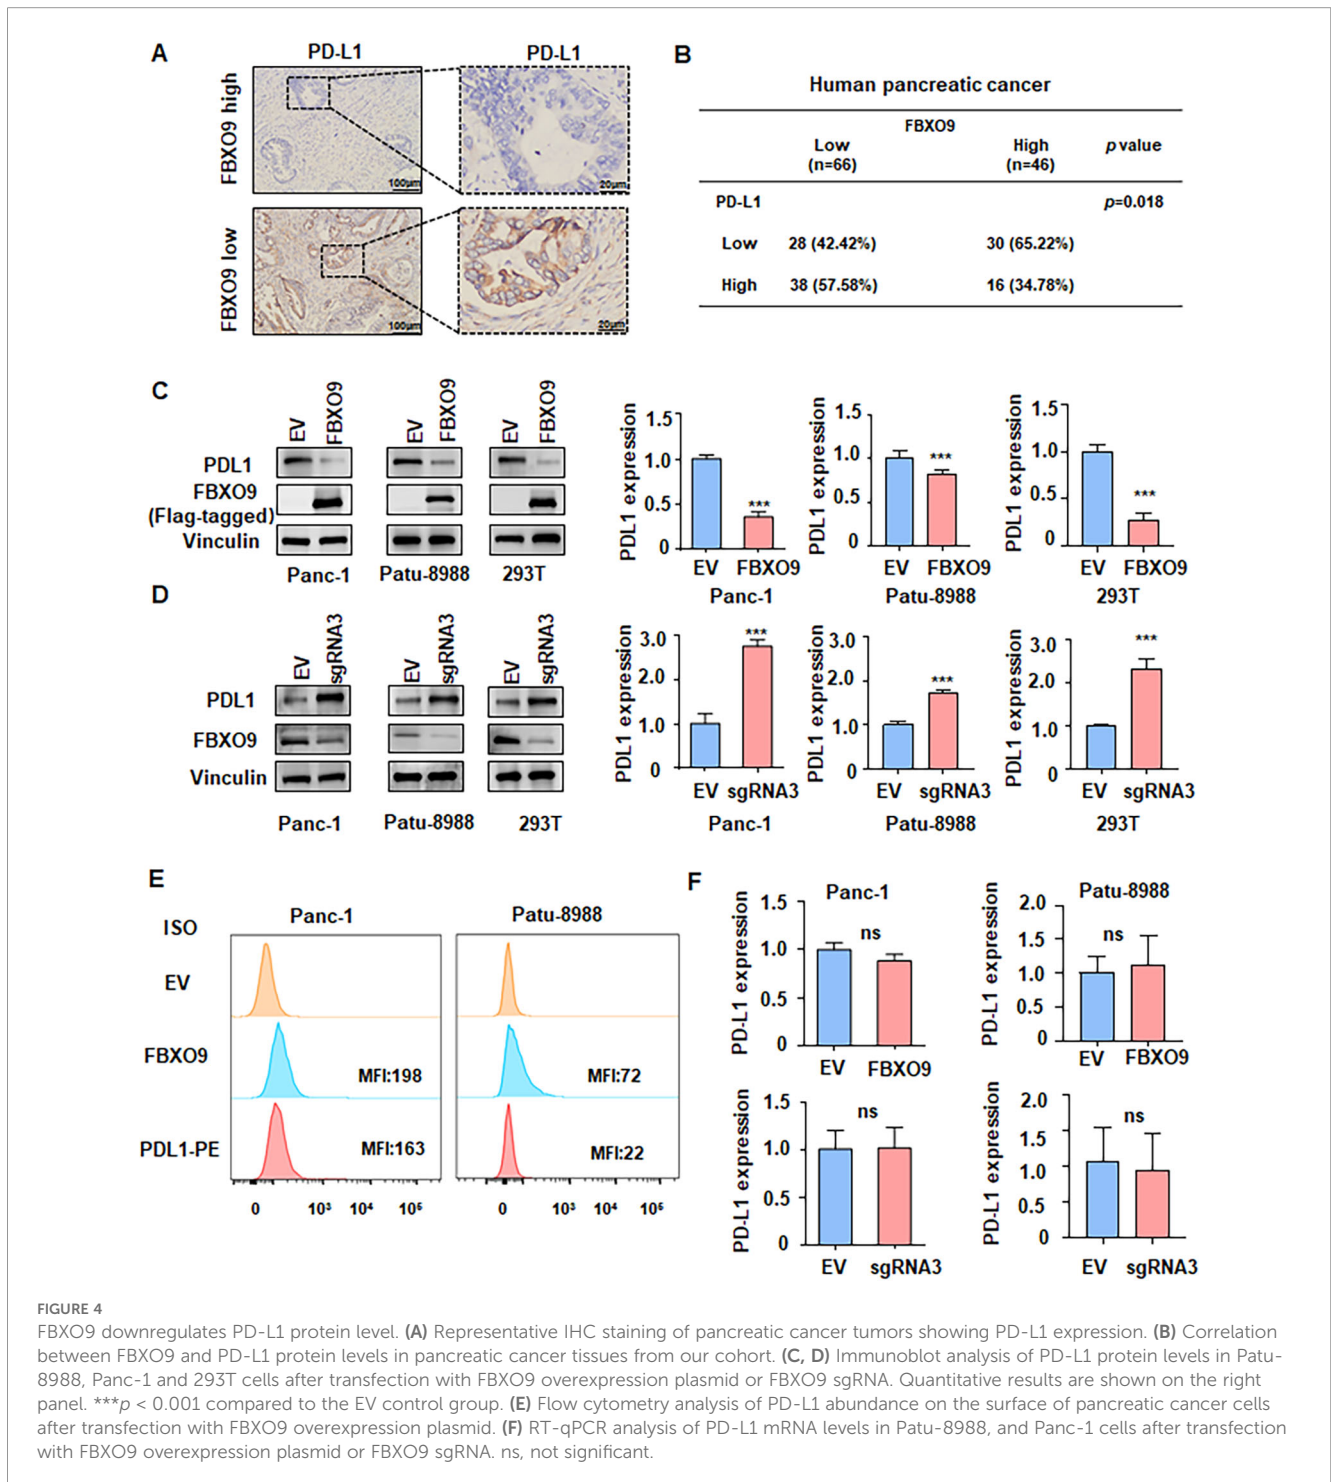 A
PD-L1
PD-L1
FBXO9 high
100μm
20μm
FBXO9 low
100μm
20μm
B
Human pancreatic cancer
FBXO9
Low
(n=66)
High
(n=46)
p value
PD-L1
p=0.018
Low 28 (42.42%) 30 (65.22%)
High 38 (57.58%) 16 (34.78%)
C
EV FBXO9 EV FBXO9 EV FBXO9
PDL1
FBXO9
(Flag-tagged)
Vinculin
Panc-1 Patu-8988 293T
PDL1 expression
1.5
1.0
0.5
0
***
EV FBXO9
Panc-1
PDL1 expression
1.5
1.0
0.5
0
***
EV FBXO9
Patu-8988
PDL1 expression
1.5
1.0
0.5
0
***
EV FBXO9
293T
D
EV sgRNA3 EV sgRNA3 EV sgRNA3
PDL1
FBXO9
Vinculin
Panc-1 Patu-8988 293T
PDL1 expression
3.0
2.0
1.0
0
***
EV sgRNA3
Panc-1
PDL1 expression
3.0
2.0
1.0
0
***
EV sgRNA3
Patu-8988
PDL1 expression
3.0
2.0
1.0
0
***
EV sgRNA3
293T
E
Panc-1 Patu-8988
ISO
EV
FBXO9
MFI:198 MFI:72
PDL1-PE
MFI:163 MFI:22
0 10³ 10⁴ 10⁵ 0 10³ 10⁴ 10⁵
F
Panc-1
PD-L1 expression
1.5
1.0
0.5
0
ns
EV FBXO9
Patu-8988
PD-L1 expression
2.0
1.5
1.0
0.5
0
ns
EV FBXO9
PD-L1 expression
1.5
1.0
0.5
0
ns
EV sgRNA3
PD-L1 expression
2.0
1.5
1.0
0.5
0
ns
EV sgRNA3
FIGURE 4
FBXO9 downregulates PD-L1 protein level. (A) Representative IHC staining of pancreatic cancer tumors showing PD-L1 expression. (B) Correlation
between FBXO9 and PD-L1 protein levels in pancreatic cancer tissues from our cohort. (C, D) Immunoblot analysis of PD-L1 protein levels in Patu-
8988, Panc-1 and 293T cells after transfection with FBXO9 overexpression plasmid or FBXO9 sgRNA. Quantitative results are shown on the right
panel. ***p < 0.001 compared to the EV control group. (E) Flow cytometry analysis of PD-L1 abundance on the surface of pancreatic cancer cells
after transfection with FBXO9 overexpression plasmid. (F) RT-qPCR analysis of PD-L1 mRNA levels in Patu-8988, and Panc-1 cells after transfection
with FBXO9 overexpression plasmid or FBXO9 sgRNA. ns, not significant.